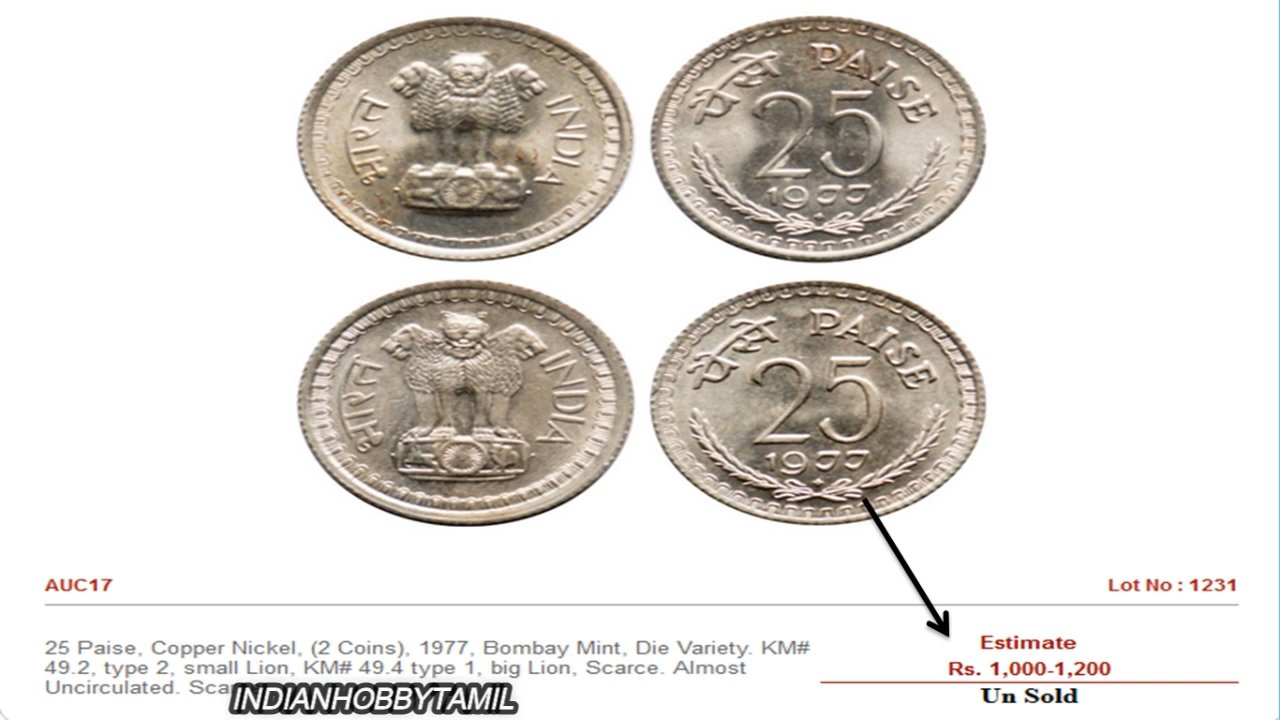 भारत
INDIA
पैसे PAISE
25
1977
भारत
INDIA
पैसे PAISE
25
1977
AUC17
Lot No : 1231
25 Paise, Copper Nickel, (2 Coins), 1977, Bombay Mint, Die Variety. KM#
49.2, type 2, small Lion, KM# 49.4 type 1, big Lion, Scarce. Almost
Uncirculated.
INDIANHOBBYTAMIL
Estimate
Rs. 1,000-1,200
Un Sold